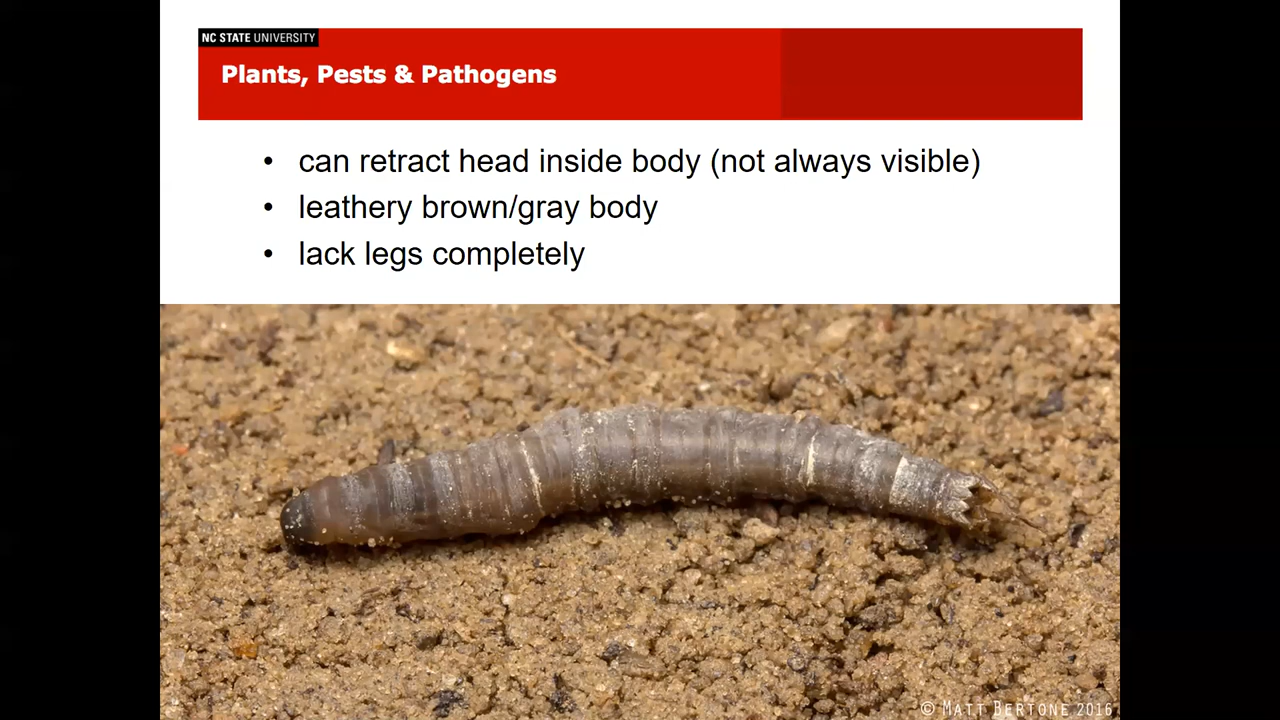 NC STATE UNIVERSITY
Plants, Pests & Pathogens
• can retract head inside body (not always visible)
• leathery brown/gray body
• lack legs completely
© MATT BERTONE 2016